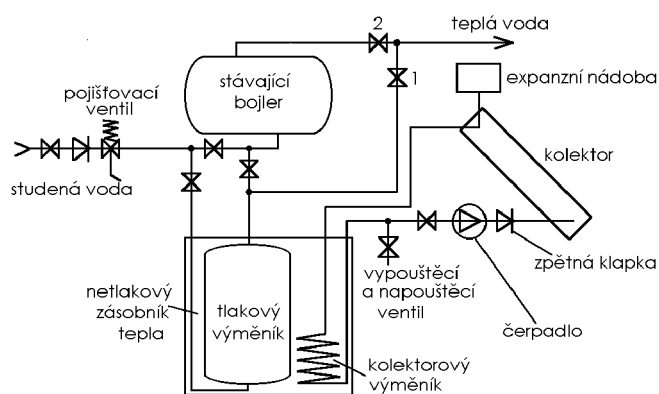 2
teplá voda
stávající
bojler
1
expanzní nádoba
pojišťovací
ventil
kolektor
studená voda
zpětná klapka
vypouštěcí
a napouštěcí
ventil
netlakový
zásobník
tepla
tlakový
výměník
čerpadlo
kolektorový
výměník